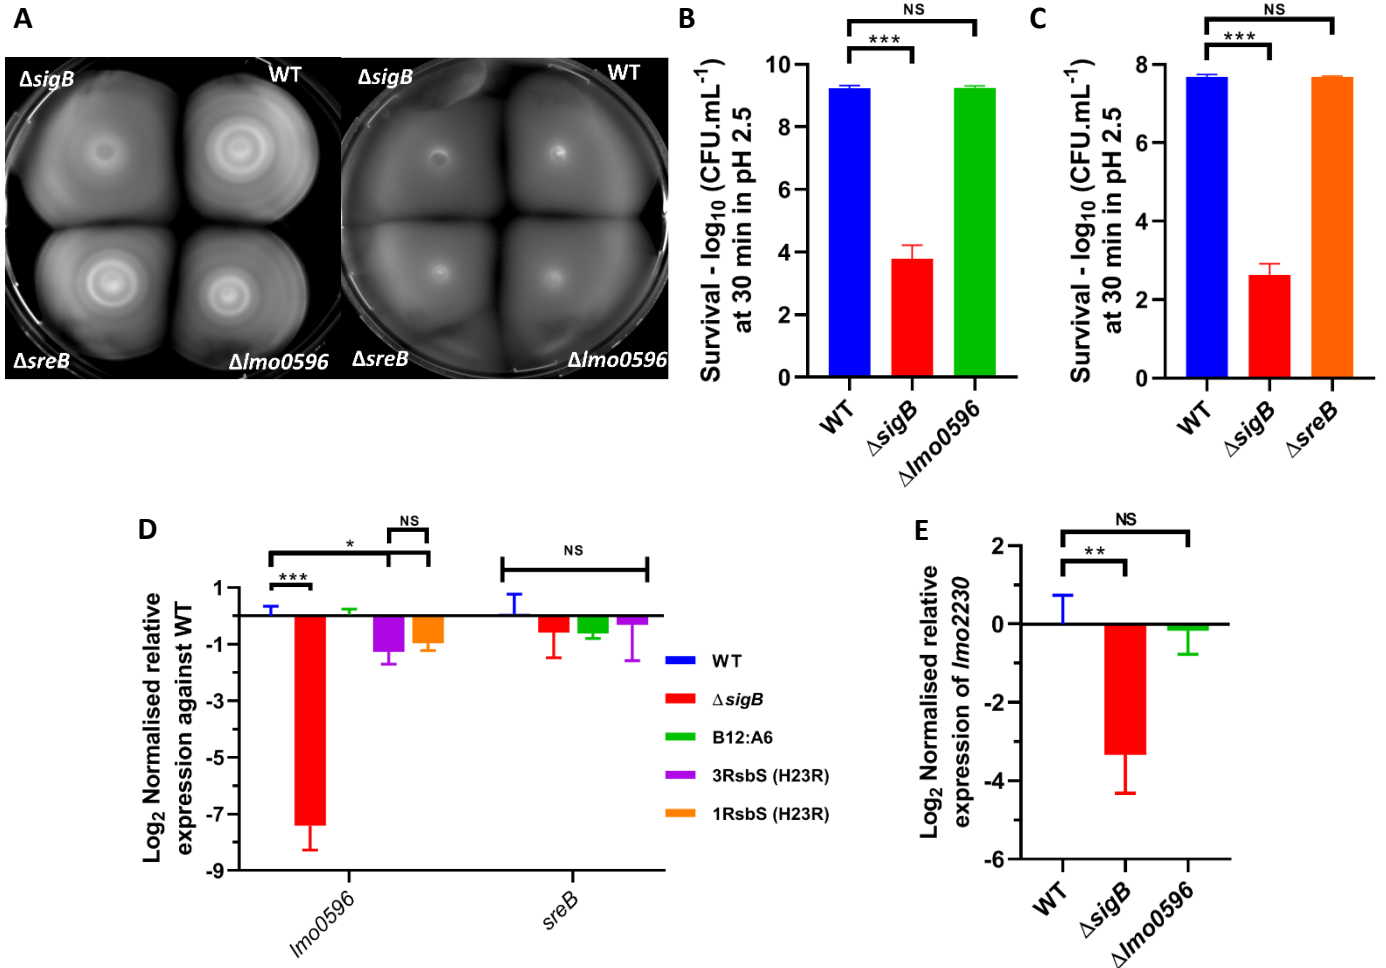 A
ΔsigB
WT
ΔsreB
Δlmo0596
ΔsigB
WT
ΔsreB
Δlmo0596
B
NS
***
Survival - log10 (CFU.mL-1)
at 30 min in pH 2.5
10
8
6
4
2
0
WT
ΔsigB
Δlmo0596
C
NS
***
Survival - log10 (CFU.mL-1)
at 30 min in pH 2.5
8
6
4
2
0
WT
ΔsigB
ΔsreB
D
NS
*
***
NS
Log2 Normalised relative
expression against WT
1
-1
-3
-5
-7
-9
lmo0596
sreB
WT
ΔsigB
B12:A6
3RsbS (H23R)
1RsbS (H23R)
E
NS
**
Log2 Normalised relative
expression of lmo2230
2
0
-2
-4
-6
WT
ΔsigB
Δlmo0596